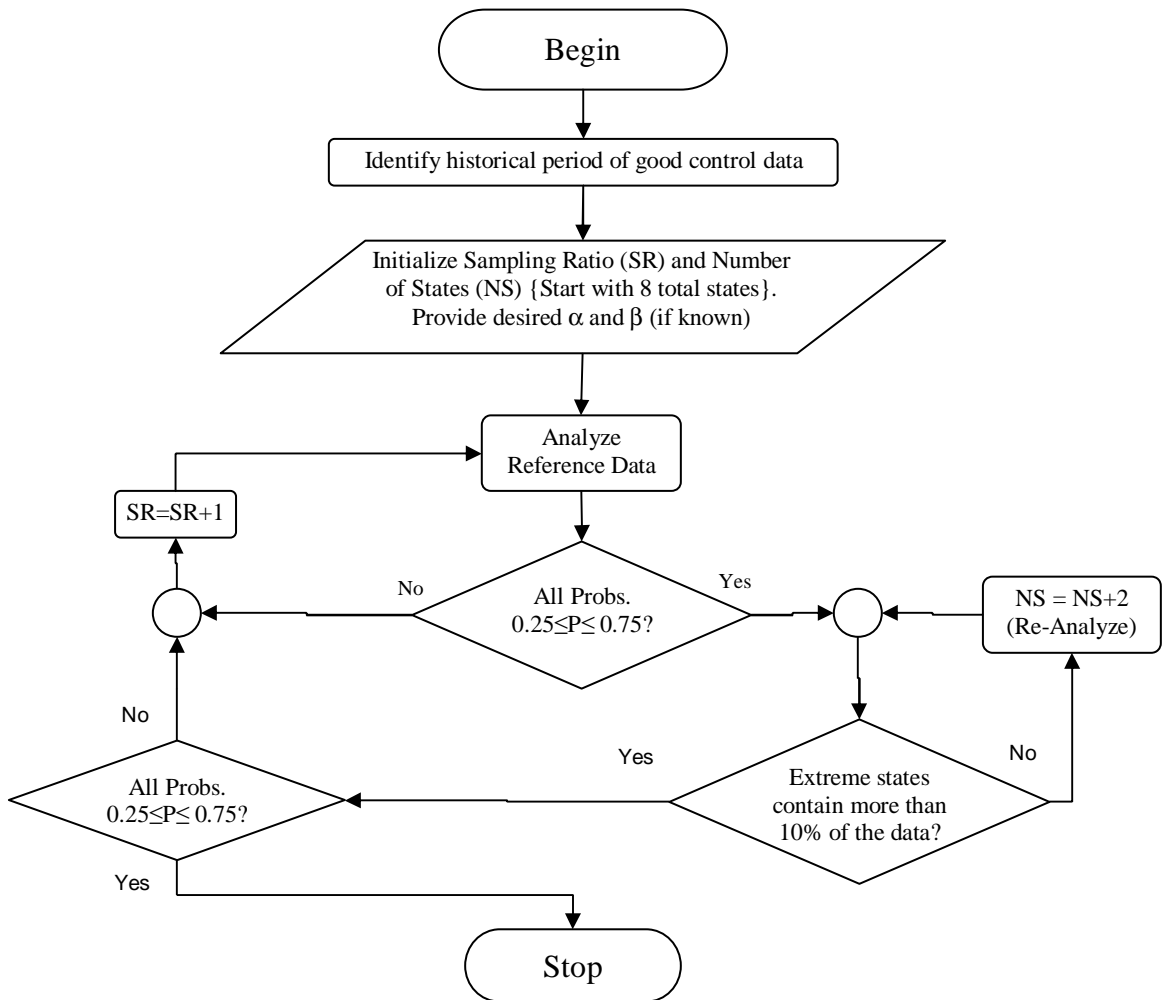 Begin
Identify historical period of good control data
Initialize Sampling Ratio (SR) and Number
of States (NS) {Start with 8 total states}.
Provide desired α and β (if known)
Analyze
Reference Data
SR=SR+1
No
All Probs.
0.25≤P≤ 0.75?
Yes
NS = NS+2
(Re-Analyze)
No
All Probs.
0.25≤P≤ 0.75?
Yes
Yes
Extreme states
contain more than
10% of the data?
No
Stop